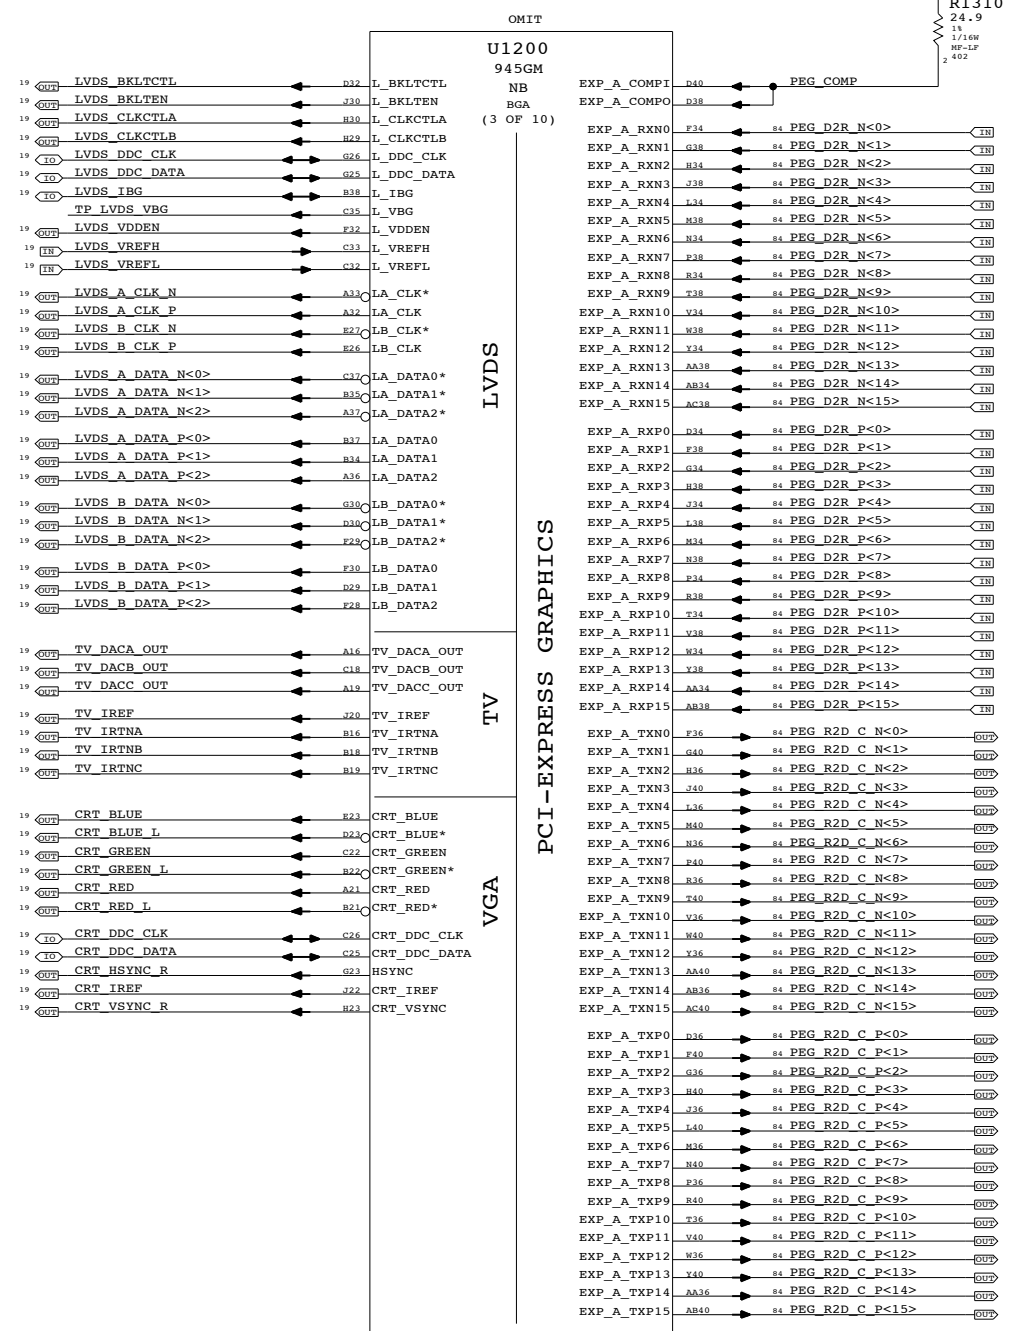 OMIT
U1200
945GM
NB
BGA
(3 OF 10)
R1310
24.9
1%
1/16W
MF-LF
402
2
19 OUT LVDS_BKLTCTL D32 L_BKLTCTL
19 OUT LVDS_BKLTEN J30 L_BKLTEN
19 OUT LVDS_CLKCTLA H30 L_CLKCTLA
19 OUT LVDS_CLKCTLB H29 L_CLKCTLB
19 IO LVDS_DDC_CLK G26 L_DDC_CLK
19 IO LVDS_DDC_DATA G25 L_DDC_DATA
19 IO LVDS_IBG B38 L_IBG
TP_LVDS_VBG C35 L_VBG
19 OUT LVDS_VDDEN F32 L_VDDEN
19 IN LVDS_VREFH C33 L_VREFH
19 IN LVDS_VREFL C32 L_VREFL
19 OUT LVDS_A_CLK_N A33 LA_CLK*
19 OUT LVDS_A_CLK_P A32 LA_CLK
19 OUT LVDS_B_CLK_N E27 LB_CLK*
19 OUT LVDS_B_CLK_P E26 LB_CLK
19 OUT LVDS_A_DATA_N<0> C37 LA_DATA0*
19 OUT LVDS_A_DATA_N<1> B35 LA_DATA1*
19 OUT LVDS_A_DATA_N<2> A37 LA_DATA2*
19 OUT LVDS_A_DATA_P<0> B37 LA_DATA0
19 OUT LVDS_A_DATA_P<1> B34 LA_DATA1
19 OUT LVDS_A_DATA_P<2> A36 LA_DATA2
19 OUT LVDS_B_DATA_N<0> G30 LB_DATA0*
19 OUT LVDS_B_DATA_N<1> D30 LB_DATA1*
19 OUT LVDS_B_DATA_N<2> F29 LB_DATA2*
19 OUT LVDS_B_DATA_P<0> F30 LB_DATA0
19 OUT LVDS_B_DATA_P<1> D29 LB_DATA1
19 OUT LVDS_B_DATA_P<2> F28 LB_DATA2
LVDS
19 OUT TV_DACA_OUT A16 TV_DACA_OUT
19 OUT TV_DACB_OUT C18 TV_DACB_OUT
19 OUT TV_DACC_OUT A19 TV_DACC_OUT
19 OUT TV_IREF J20 TV_IREF
19 OUT TV_IRTNA B16 TV_IRTNA
19 OUT TV_IRTNB B18 TV_IRTNB
19 OUT TV_IRTNC B19 TV_IRTNC
TV
19 OUT CRT_BLUE E23 CRT_BLUE
19 OUT CRT_BLUE_L D23 CRT_BLUE*
19 OUT CRT_GREEN C22 CRT_GREEN
19 OUT CRT_GREEN_L B22 CRT_GREEN*
19 OUT CRT_RED A21 CRT_RED
19 OUT CRT_RED_L B21 CRT_RED*
19 IO CRT_DDC_CLK C26 CRT_DDC_CLK
19 IO CRT_DDC_DATA C25 CRT_DDC_DATA
19 OUT CRT_HSYNC_R G23 HSYNC
19 OUT CRT_IREF J22 CRT_IREF
19 OUT CRT_VSYNC_R H23 CRT_VSYNC
VGA
PCI-EXPRESS GRAPHICS
EXP_A_COMPI D40 PEG_COMP
EXP_A_COMPO D38
EXP_A_RXN0 F34 84 PEG_D2R_N<0> IN
EXP_A_RXN1 G38 84 PEG_D2R_N<1> IN
EXP_A_RXN2 H34 84 PEG_D2R_N<2> IN
EXP_A_RXN3 J38 84 PEG_D2R_N<3> IN
EXP_A_RXN4 L34 84 PEG_D2R_N<4> IN
EXP_A_RXN5 M38 84 PEG_D2R_N<5> IN
EXP_A_RXN6 N34 84 PEG_D2R_N<6> IN
EXP_A_RXN7 P38 84 PEG_D2R_N<7> IN
EXP_A_RXN8 R34 84 PEG_D2R_N<8> IN
EXP_A_RXN9 T38 84 PEG_D2R_N<9> IN
EXP_A_RXN10 V34 84 PEG_D2R_N<10> IN
EXP_A_RXN11 W38 84 PEG_D2R_N<11> IN
EXP_A_RXN12 Y34 84 PEG_D2R_N<12> IN
EXP_A_RXN13 AA38 84 PEG_D2R_N<13> IN
EXP_A_RXN14 AB34 84 PEG_D2R_N<14> IN
EXP_A_RXN15 AC38 84 PEG_D2R_N<15> IN
EXP_A_RXP0 D34 84 PEG_D2R_P<0> IN
EXP_A_RXP1 F38 84 PEG_D2R_P<1> IN
EXP_A_RXP2 G34 84 PEG_D2R_P<2> IN
EXP_A_RXP3 H38 84 PEG_D2R_P<3> IN
EXP_A_RXP4 J34 84 PEG_D2R_P<4> IN
EXP_A_RXP5 L38 84 PEG_D2R_P<5> IN
EXP_A_RXP6 M34 84 PEG_D2R_P<6> IN
EXP_A_RXP7 N38 84 PEG_D2R_P<7> IN
EXP_A_RXP8 P34 84 PEG_D2R_P<8> IN
EXP_A_RXP9 R38 84 PEG_D2R_P<9> IN
EXP_A_RXP10 T34 84 PEG_D2R_P<10> IN
EXP_A_RXP11 V38 84 PEG_D2R_P<11> IN
EXP_A_RXP12 W34 84 PEG_D2R_P<12> IN
EXP_A_RXP13 Y38 84 PEG_D2R_P<13> IN
EXP_A_RXP14 AA34 84 PEG_D2R_P<14> IN
EXP_A_RXP15 AB38 84 PEG_D2R_P<15> IN
EXP_A_TXN0 F36 84 PEG_R2D_C_N<0> OUT
EXP_A_TXN1 G40 84 PEG_R2D_C_N<1> OUT
EXP_A_TXN2 H36 84 PEG_R2D_C_N<2> OUT
EXP_A_TXN3 J40 84 PEG_R2D_C_N<3> OUT
EXP_A_TXN4 L36 84 PEG_R2D_C_N<4> OUT
EXP_A_TXN5 M40 84 PEG_R2D_C_N<5> OUT
EXP_A_TXN6 N36 84 PEG_R2D_C_N<6> OUT
EXP_A_TXN7 P40 84 PEG_R2D_C_N<7> OUT
EXP_A_TXN8 R36 84 PEG_R2D_C_N<8> OUT
EXP_A_TXN9 T40 84 PEG_R2D_C_N<9> OUT
EXP_A_TXN10 V36 84 PEG_R2D_C_N<10> OUT
EXP_A_TXN11 W40 84 PEG_R2D_C_N<11> OUT
EXP_A_TXN12 Y36 84 PEG_R2D_C_N<12> OUT
EXP_A_TXN13 AA40 84 PEG_R2D_C_N<13> OUT
EXP_A_TXN14 AB36 84 PEG_R2D_C_N<14> OUT
EXP_A_TXN15 AC40 84 PEG_R2D_C_N<15> OUT
EXP_A_TXP0 D36 84 PEG_R2D_C_P<0> OUT
EXP_A_TXP1 F40 84 PEG_R2D_C_P<1> OUT
EXP_A_TXP2 G36 84 PEG_R2D_C_P<2> OUT
EXP_A_TXP3 H40 84 PEG_R2D_C_P<3> OUT
EXP_A_TXP4 J36 84 PEG_R2D_C_P<4> OUT
EXP_A_TXP5 L40 84 PEG_R2D_C_P<5> OUT
EXP_A_TXP6 M36 84 PEG_R2D_C_P<6> OUT
EXP_A_TXP7 N40 84 PEG_R2D_C_P<7> OUT
EXP_A_TXP8 P36 84 PEG_R2D_C_P<8> OUT
EXP_A_TXP9 R40 84 PEG_R2D_C_P<9> OUT
EXP_A_TXP10 T36 84 PEG_R2D_C_P<10> OUT
EXP_A_TXP11 V40 84 PEG_R2D_C_P<11> OUT
EXP_A_TXP12 W36 84 PEG_R2D_C_P<12> OUT
EXP_A_TXP13 Y40 84 PEG_R2D_C_P<13> OUT
EXP_A_TXP14 AA36 84 PEG_R2D_C_P<14> OUT
EXP_A_TXP15 AB40 84 PEG_R2D_C_P<15> OUT